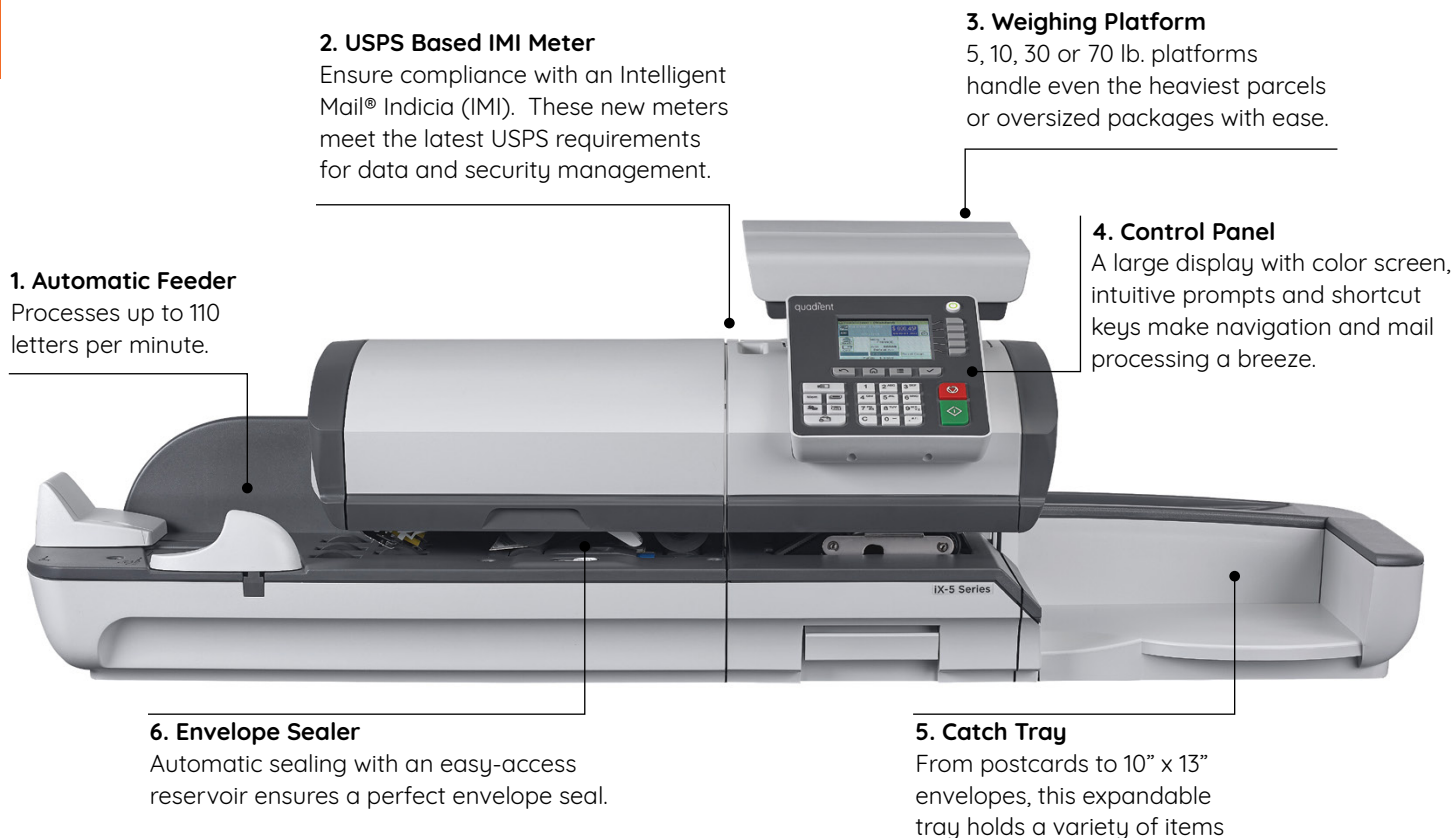 2. USPS Based IMI Meter
Ensure compliance with an Intelligent
Mail® Indicia (IMI). These new meters
meet the latest USPS requirements
for data and security management.
3. Weighing Platform
5, 10, 30 or 70 lb. platforms
handle even the heaviest parcels
or oversized packages with ease.
4. Control Panel
A large display with color screen,
intuitive prompts and shortcut
keys make navigation and mail
processing a breeze.
1. Automatic Feeder
Processes up to 110
letters per minute.
quadient
iX-5 Series
6. Envelope Sealer
Automatic sealing with an easy-access
reservoir ensures a perfect envelope seal.
5. Catch Tray
From postcards to 10” x 13”
envelopes, this expandable
tray holds a variety of items